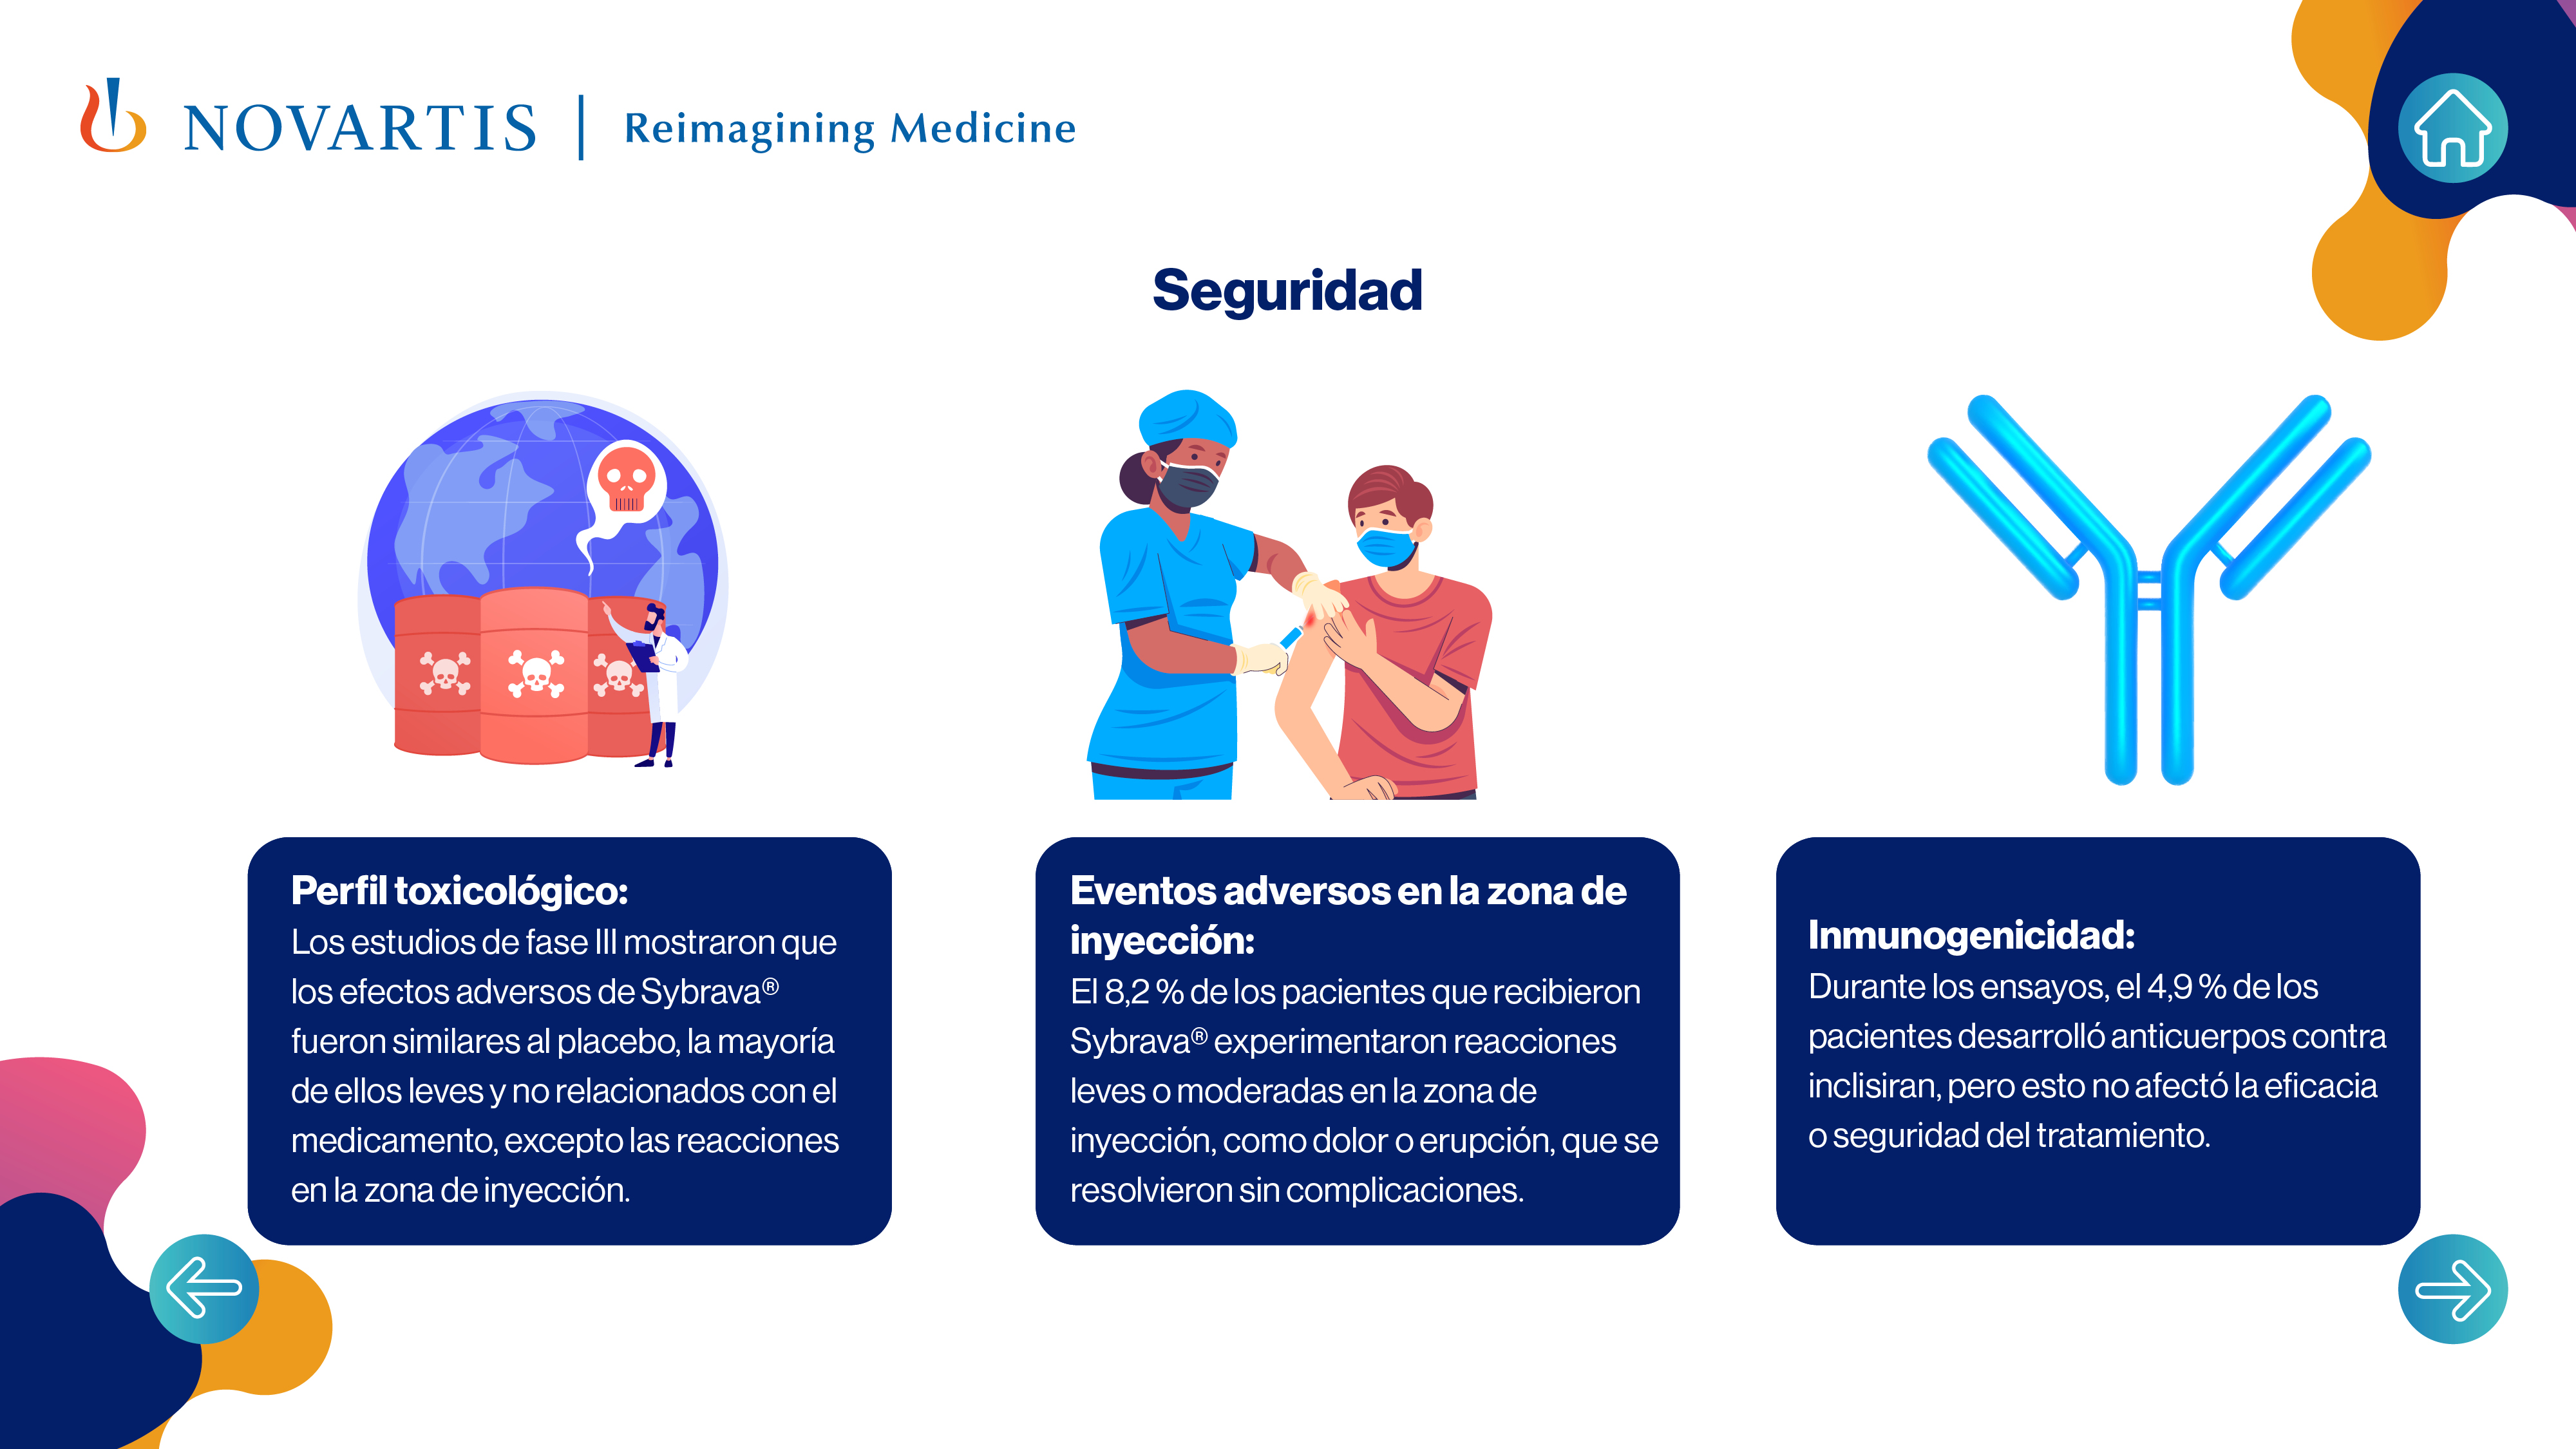 NOVARTIS | Reimagining Medicine
Seguridad
Perfil toxicológico:
Los estudios de fase III mostraron que
los efectos adversos de Sybrava®
fueron similares al placebo, la mayoría
de ellos leves y no relacionados con el
medicamento, excepto las reacciones
en la zona de inyección.
Eventos adversos en la zona de
inyección:
El 8,2 % de los pacientes que recibieron
Sybrava® experimentaron reacciones
leves o moderadas en la zona de
inyección, como dolor o erupción, que se
resolvieron sin complicaciones.
Inmunogenicidad:
Durante los ensayos, el 4,9 % de los
pacientes desarrolló anticuerpos contra
inclisiran, pero esto no afectó la eficacia
o seguridad del tratamiento.